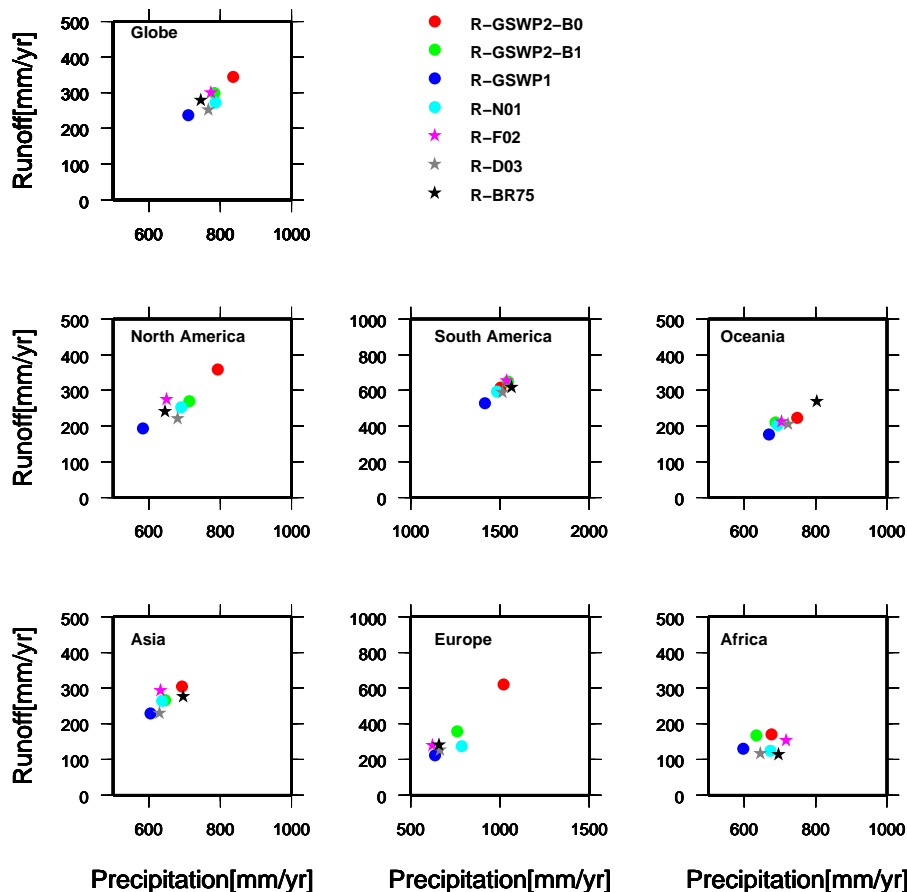 Globe
Runoff[mm/yr]
500
400
300
200
100
0
600 800 1000
R-GSWP2-B0
R-GSWP2-B1
R-GSWP1
R-N01
R-F02
R-D03
R-BR75
North America
Runoff[mm/yr]
500
400
300
200
100
0
600 800 1000
South America
1000
800
600
400
200
0
1000 1500 2000
Oceania
500
400
300
200
100
0
600 800 1000
Asia
Runoff[mm/yr]
500
400
300
200
100
0
600 800 1000
Precipitation[mm/yr]
Europe
1000
800
600
400
200
0
500 1000 1500
Precipitation[mm/yr]
Africa
500
400
300
200
100
0
600 800 1000
Precipitation[mm/yr]